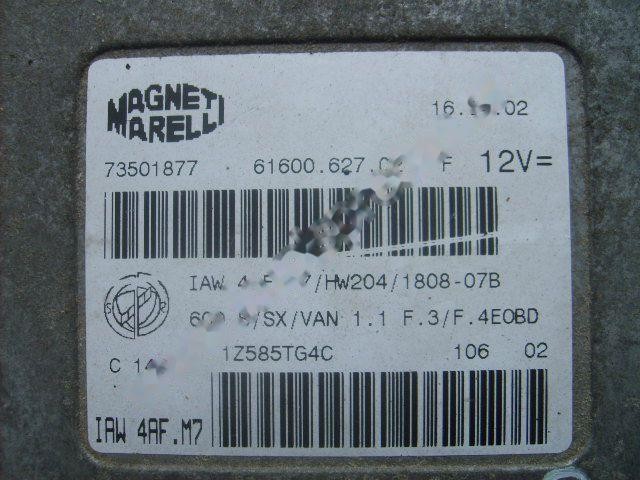 MAGNETI
MARELLI
02
73501877 61600.627. F 12V=
IAW /HW204/1808-07B
/SX/VAN 1.1 F.3/F.4EOBD
C 1Z585TG4C 106 02
IAW 4AF.M7